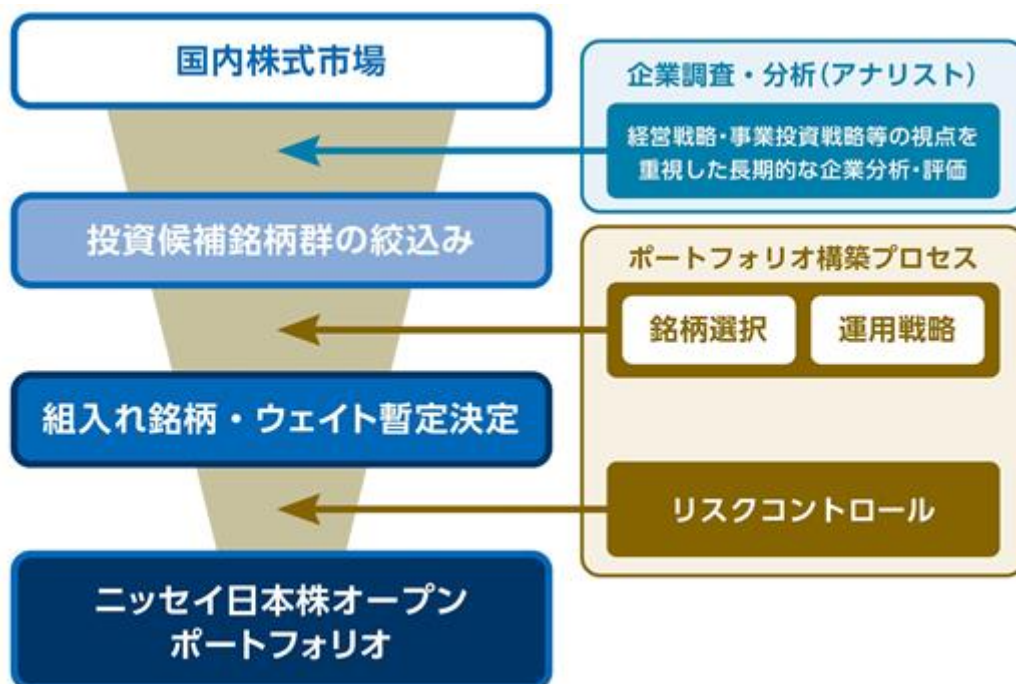 国内株式市場
企業調査・分析(アナリスト)
経営戦略・事業投資戦略等の視点を
重視した長期的な企業分析・評価
投資候補銘柄群の絞込み
ポートフォリオ構築プロセス
銘柄選択
運用戦略
組入れ銘柄・ウェイト暫定決定
リスクコントロール
ニッセイ日本株オープン
ポートフォリオ